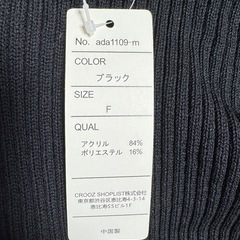 No. ada1109-m
COLOR
ブラック
SIZE
F
QUAL
アクリル 84%
ポリエステル 16%
CROOZ SHOPLIST株式会社
東京都渋谷区恵比寿4-3-14
恵比寿SSビル1F
中国製